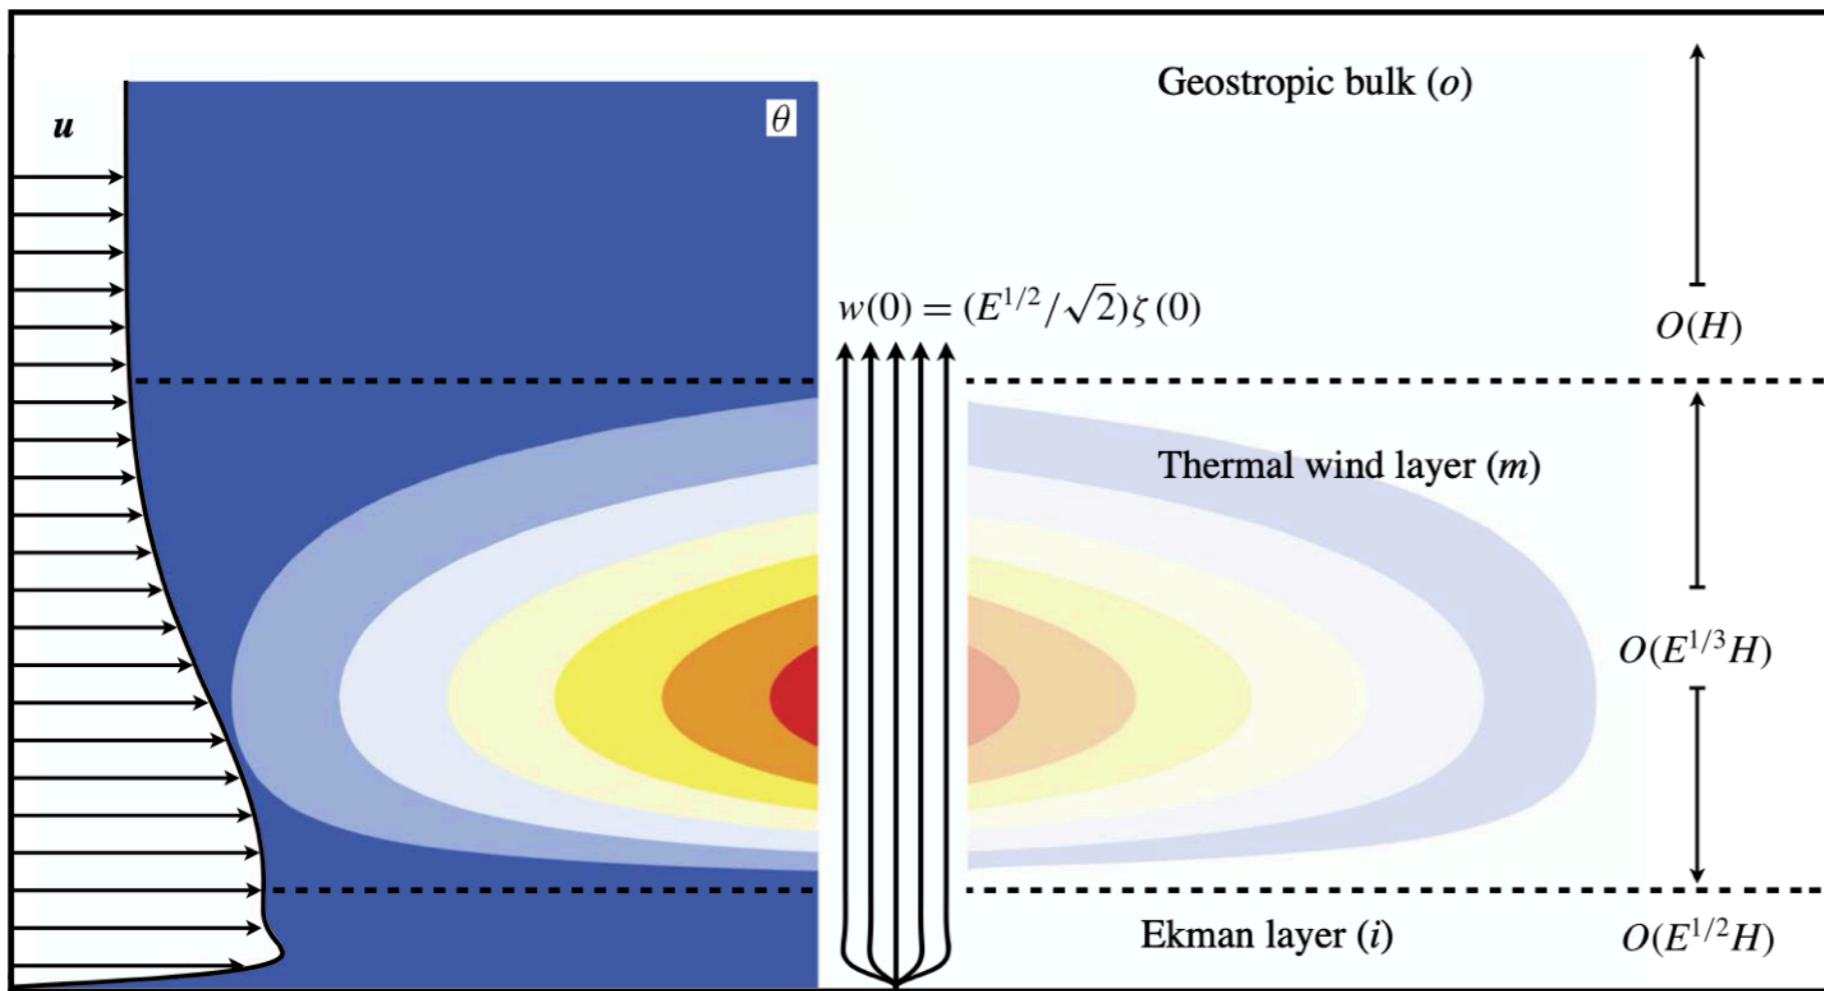 Geostropic bulk (o)
u
θ
w(0) = (E^{1/2}/√2)ζ(0)
O(H)
Thermal wind layer (m)
O(E^{1/3}H)
Ekman layer (i)
O(E^{1/2}H)